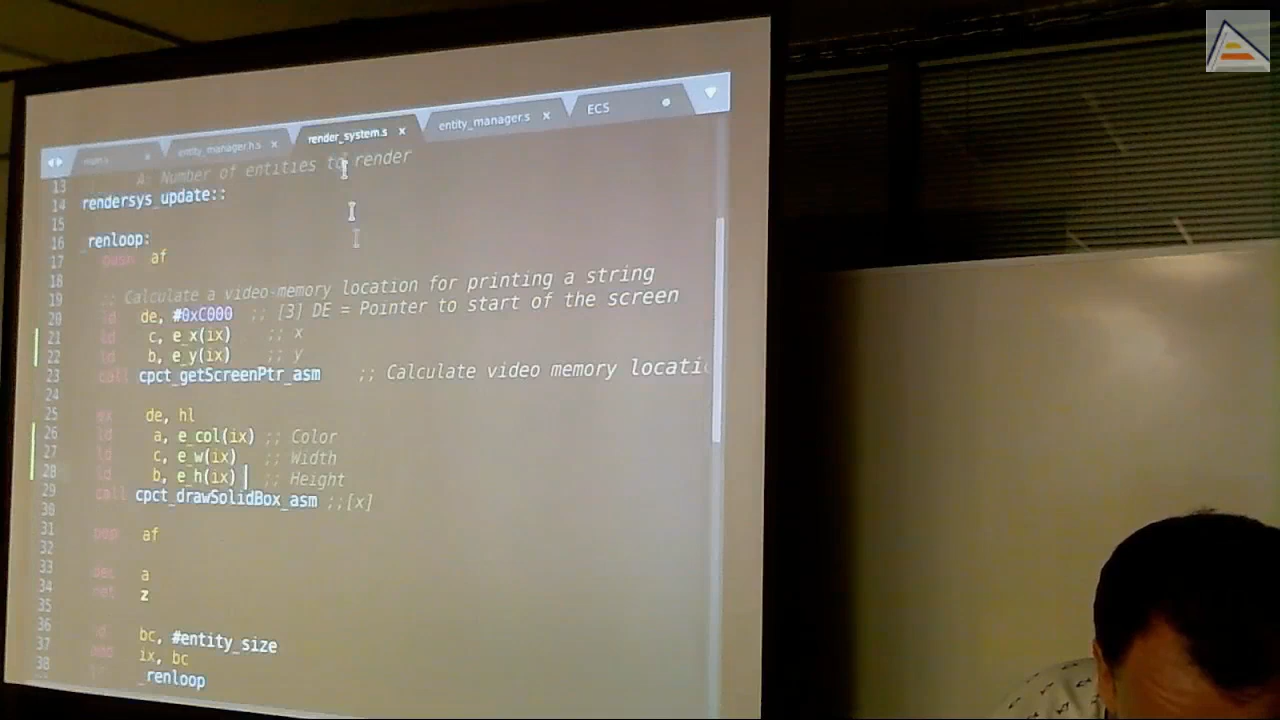 main.s × entity_manager.h.s × render_system.s × entity_manager.s × ECS
13 A: Number of entities to render
14 rendersys_update::
15
16 _renloop:
17 push af
18
19 ;; Calculate a video-memory location for printing a string
20 ld de, #0xC000 ;; [3] DE = Pointer to start of the screen
21 ld c, e_x(ix) ;; x
22 ld b, e_y(ix) ;; y
23 call cpct_getScreenPtr_asm ;; Calculate video memory locati
24
25 ex de, hl
26 ld a, e_col(ix) ;; Color
27 ld c, e_w(ix) ;; Width
28 ld b, e_h(ix) ;; Height
29 call cpct_drawSolidBox_asm ;;[x]
30
31 pop af
32
33 dec a
34 ret z
35
36 ld bc, #entity_size
37 add ix, bc
38 _renloop